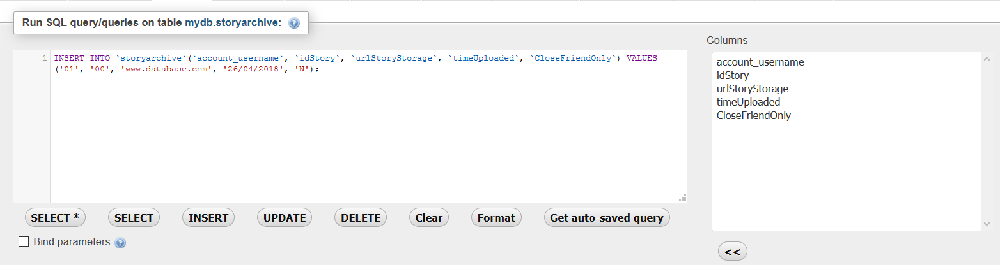 Run SQL query/queries on table mydb.storyarchive:
1 INSERT INTO `storyarchive`(`account_username`, `idStory`, `urlStoryStorage`, `timeUploaded`, `CloseFriendOnly`) VALUES
('01', '00', 'www.database.com', '26/04/2018', 'N');
SELECT * SELECT INSERT UPDATE DELETE Clear Format Get auto-saved query
Bind parameters
Columns
account_username
idStory
urlStoryStorage
timeUploaded
CloseFriendOnly
<<